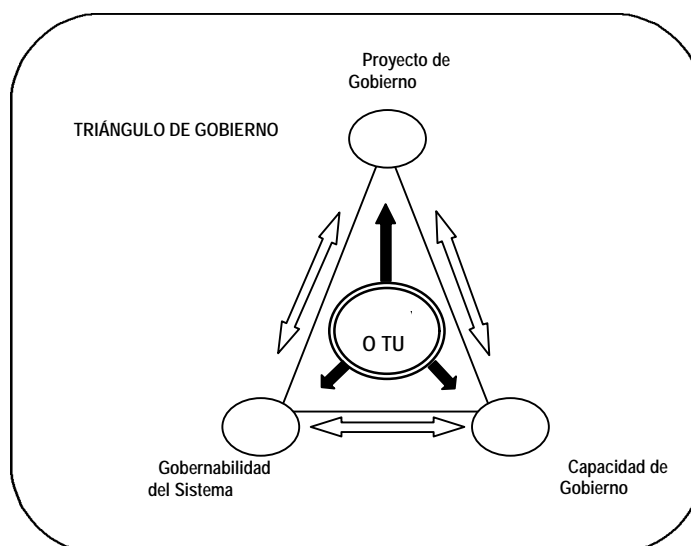 Proyecto de
Gobierno
TRIÁNGULO DE GOBIERNO
O TU
Gobernabilidad
del Sistema
Capacidad de
Gobierno